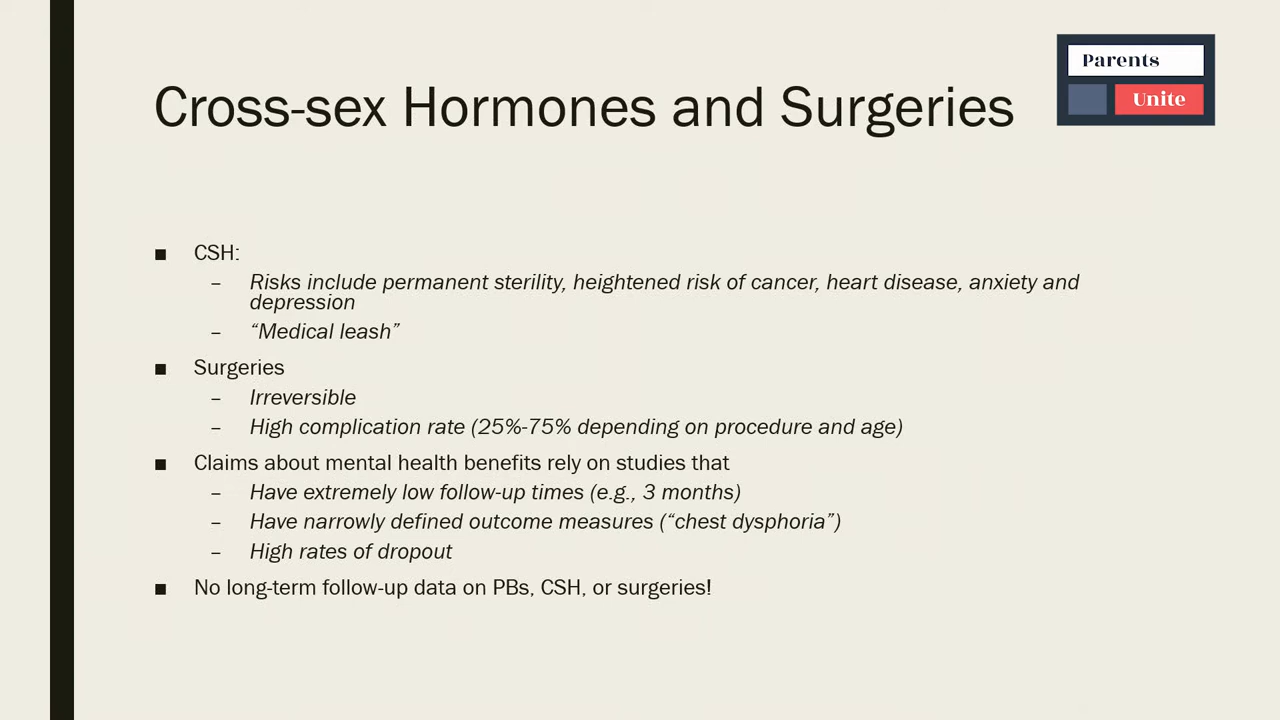 Parents
Unite
Cross-sex Hormones and Surgeries
■ CSH:
– Risks include permanent sterility, heightened risk of cancer, heart disease, anxiety and
depression
– “Medical leash”
■ Surgeries
– Irreversible
– High complication rate (25%-75% depending on procedure and age)
■ Claims about mental health benefits rely on studies that
– Have extremely low follow-up times (e.g., 3 months)
– Have narrowly defined outcome measures (“chest dysphoria”)
– High rates of dropout
■ No long-term follow-up data on PBs, CSH, or surgeries!